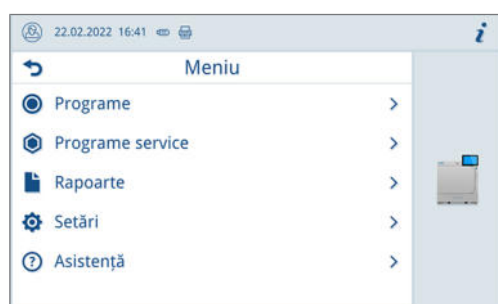 22.02.2022 16:41
Meniu
Programe
Programe service
Rapoarte
Setări
Asistență